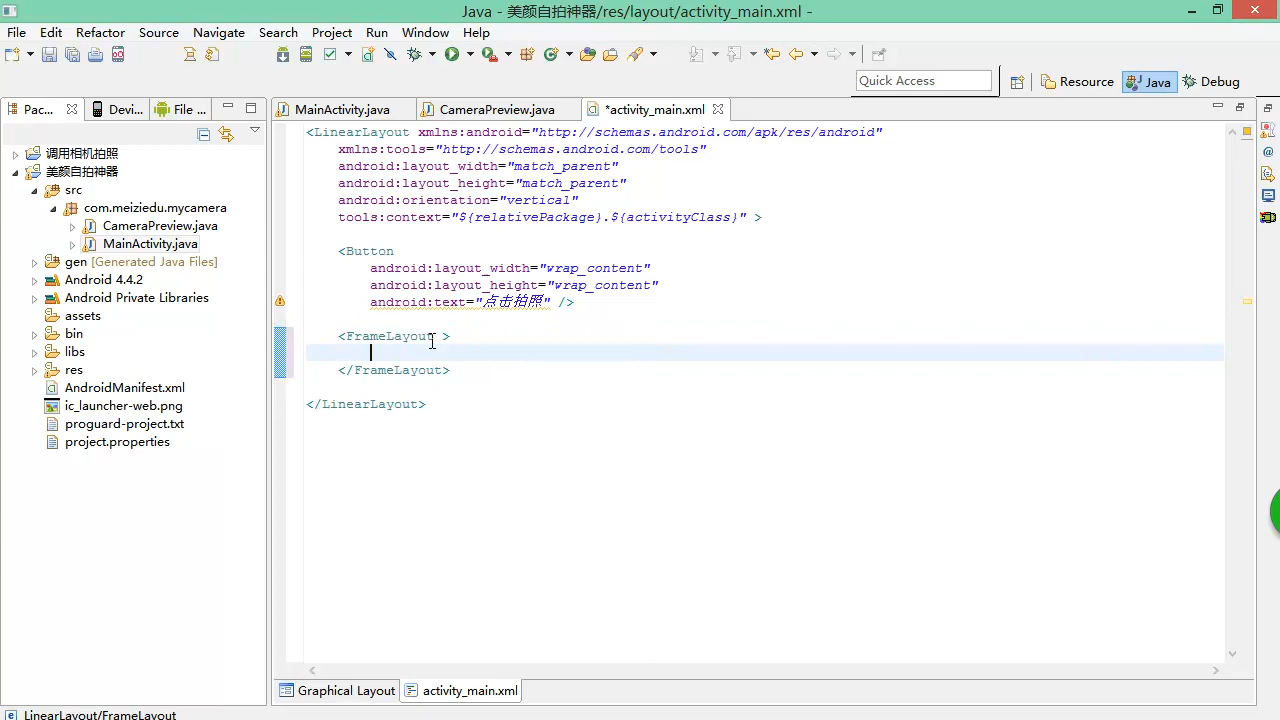 Java - 美颜自拍神器/res/layout/activity_main.xml -
File Edit Refactor Source Navigate Search Project Run Window Help
Quick Access
Resource Java Debug
Pac... Devi... File ...
MainActivity.java CameraPreview.java *activity_main.xml
调用相机拍照
美颜自拍神器
src
com.meiziedu.mycamera
CameraPreview.java
MainActivity.java
gen [Generated Java Files]
Android 4.4.2
Android Private Libraries
assets
bin
libs
res
AndroidManifest.xml
ic_launcher-web.png
proguard-project.txt
project.properties
<LinearLayout xmlns:android="http://schemas.android.com/apk/res/android"
xmlns:tools="http://schemas.android.com/tools"
android:layout_width="match_parent"
android:layout_height="match_parent"
android:orientation="vertical"
tools:context="${relativePackage}.${activityClass}" >
<Button
android:layout_width="wrap_content"
android:layout_height="wrap_content"
android:text="点击拍照" />
<FrameLayout >
</FrameLayout>
</LinearLayout>
Graphical Layout activity_main.xml
LinearLayout/FrameLayout